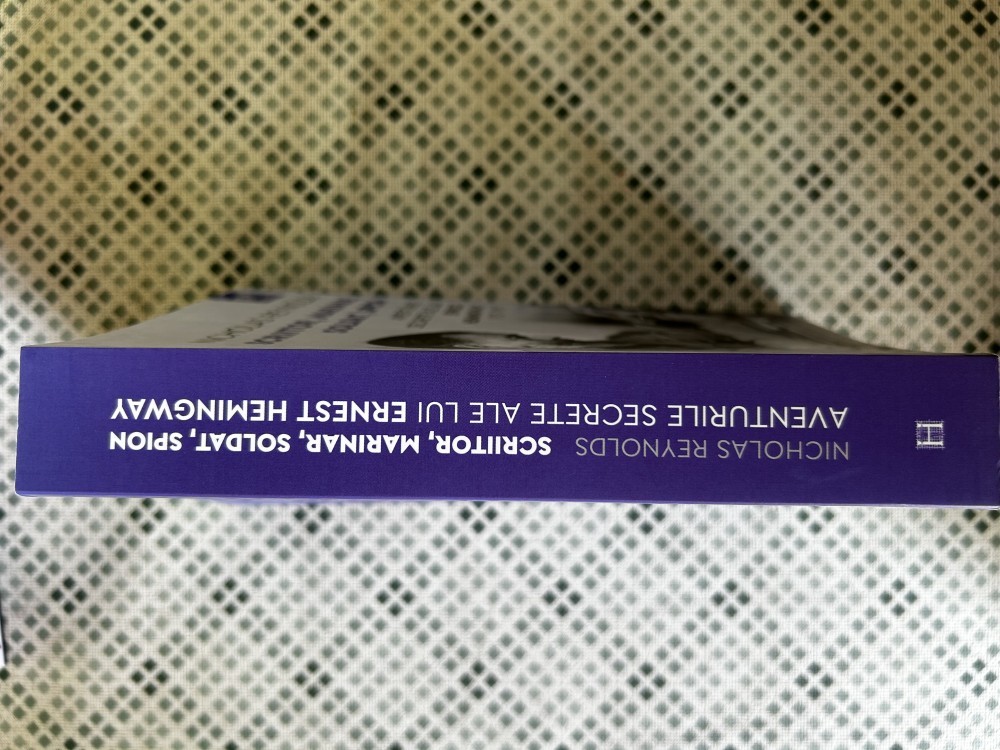 NICHOLAS REYNOLDS SCRIITOR, MARINAR, SOLDAT, SPION
AVENTURILE SECRETE ALE LUI ERNEST HEMINGWAY
H